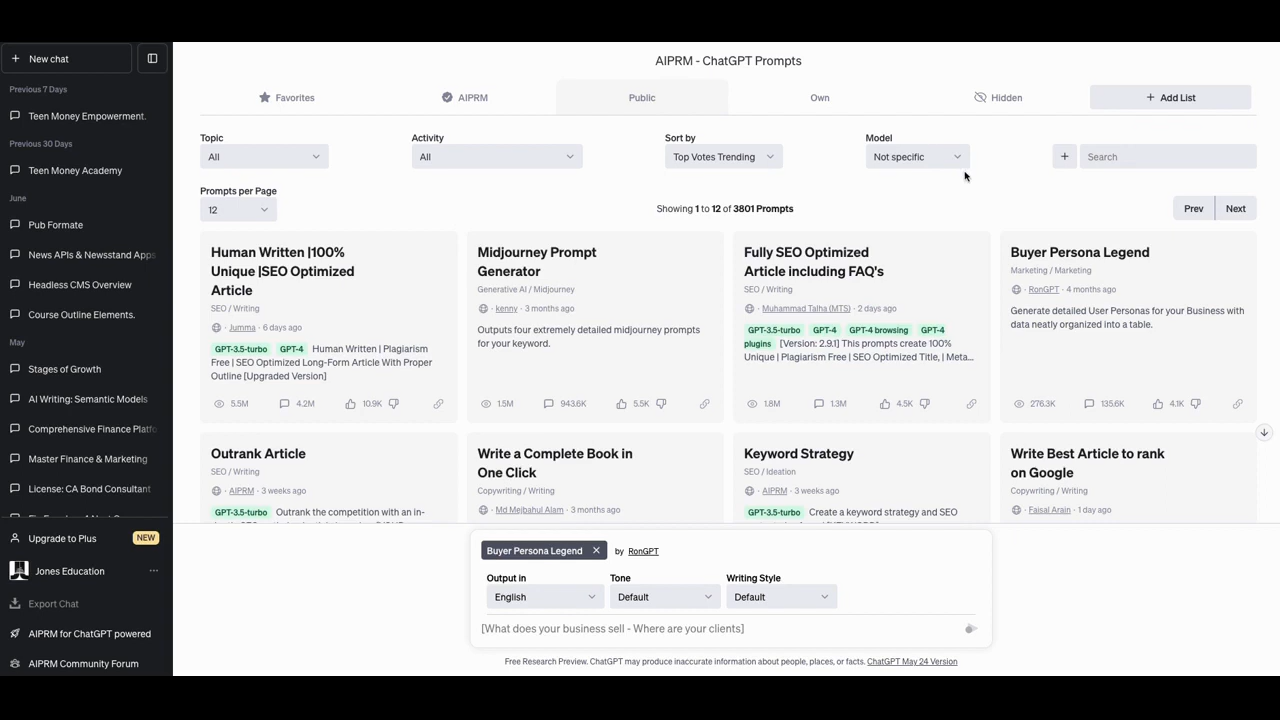 New chat
Previous 7 Days
Teen Money Empowerment.
Previous 30 Days
Teen Money Academy
June
Pub Formate
News APIs & Newsstand Apps
Headless CMS Overview
Course Outline Elements.
May
Stages of Growth
AI Writing: Semantic Models
Comprehensive Finance Platfo
Master Finance & Marketing
License: CA Bond Consultant
Upgrade to Plus NEW
Jones Education
Export Chat
AIPRM for ChatGPT powered
AIPRM Community Forum
AIPRM - ChatGPT Prompts
Favorites AIPRM Public Own Hidden + Add List
Topic Activity Sort by Model
All All Top Votes Trending Not specific + Search
Prompts per Page
12 Showing 1 to 12 of 3801 Prompts Prev Next
Human Written |100%
Unique |SEO Optimized
Article
SEO / Writing
· Jumma · 6 days ago
GPT-3.5-turbo GPT-4 Human Written | Plagiarism
Free | SEO Optimized Long-Form Article With Proper
Outline [Upgraded Version]
5.5M 4.2M 10.9K
Midjourney Prompt
Generator
Generative AI / Midjourney
· kenny · 3 months ago
Outputs four extremely detailed midjourney prompts
for your keyword.
1.5M 943.6K 5.5K
Fully SEO Optimized
Article including FAQ's
SEO / Writing
· Muhammad Talha (MTS) · 2 days ago
GPT-3.5-turbo GPT-4 GPT-4 browsing GPT-4
plugins [Version: 2.9.1] This prompts create 100%
Unique | Plagiarism Free | SEO Optimized Title, | Meta...
1.8M 1.3M 4.5K
Buyer Persona Legend
Marketing / Marketing
· RonGPT · 4 months ago
Generate detailed User Personas for your Business with
data neatly organized into a table.
276.3K 135.6K 4.1K
Outrank Article
SEO / Writing
· AIPRM · 3 weeks ago
GPT-3.5-turbo Outrank the competition with an in-
Write a Complete Book in
One Click
Copywriting / Writing
· Md Mejbahul Alam · 3 months ago
Keyword Strategy
SEO / Ideation
· AIPRM · 3 weeks ago
GPT-3.5-turbo Create a keyword strategy and SEO
Write Best Article to rank
on Google
Copywriting / Writing
· Faisal Arain · 1 day ago
Buyer Persona Legend by RonGPT
Output in Tone Writing Style
English Default Default
[What does your business sell - Where are your clients]
Free Research Preview. ChatGPT may produce inaccurate information about people, places, or facts. ChatGPT May 24 Version